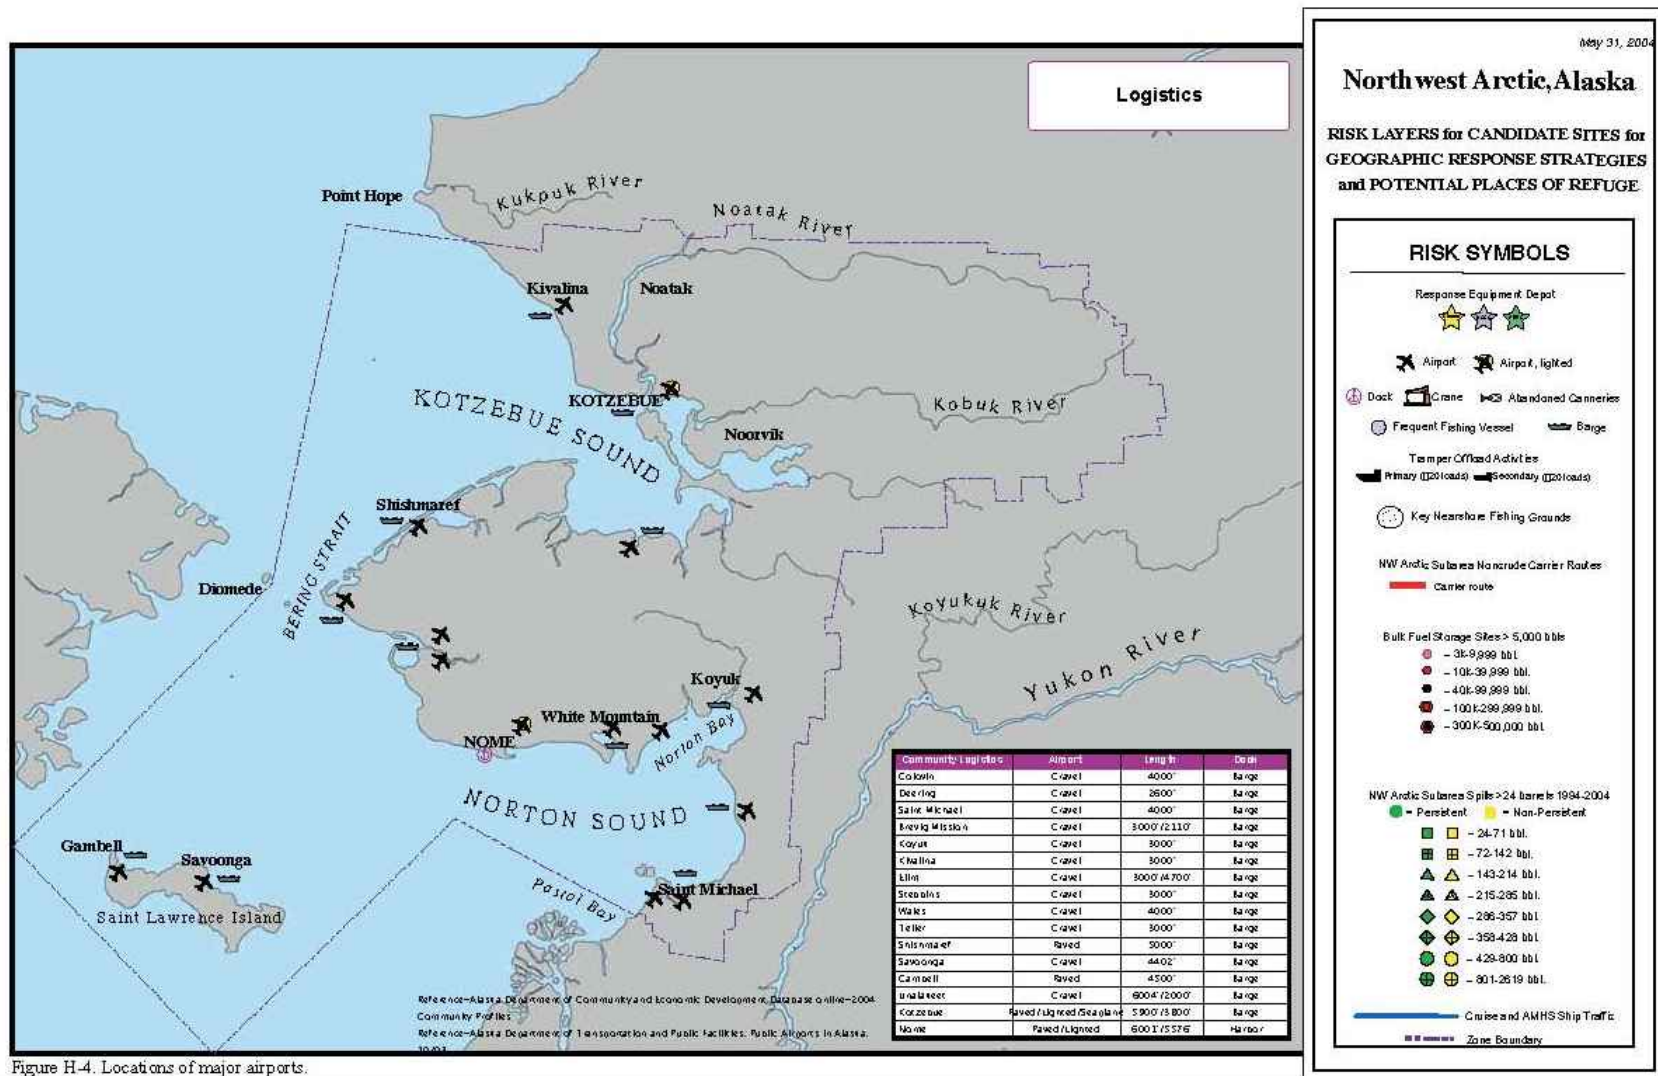 Logistics
Point Hope
Kukpuk River
Noatak River
Kivalina
Noatak
KOTZEBUE SOUND
KOTZEBUE
Kobuk River
Noorvik
Shishmaref
BERING STRAIT
Diomede
Koyukuk River
Yukon River
Koyuk
White Mountain
NOME
Norton Bay
NORTON SOUND
Gambell
Savoonga
Saint Lawrence Island
Pastol Bay
Saint Michael
Community Logistics Airport Length Dock
Golovin Gravel 4000' Barge
Deering Gravel 2600' Barge
Saint Michael Gravel 4000' Barge
Brevig Mission Gravel 3000'/2110' Barge
Koyuk Gravel 3000' Barge
Kivalina Gravel 3000' Barge
Elim Gravel 3000'/4700' Barge
Stebbins Gravel 3000' Barge
Wales Gravel 4000' Barge
Teller Gravel 3000' Barge
Shishmaref Paved 5000' Barge
Savoonga Gravel 4402' Barge
Gambell Paved 4500' Barge
Unalakleet Gravel 6004'/2000' Barge
Kotzebue Paved/Lighted/Seaplane 5900'/3800' Barge
Nome Paved/Lighted 6001'/5576' Harbor
Reference-Alaska Department of Community and Economic Development, Database online-2004
Community Profiles
Reference-Alaska Department of Transportation and Public Facilities. Public Airports in Alaska.
May 31, 2004
Northwest Arctic, Alaska
RISK LAYERS for CANDIDATE SITES for
GEOGRAPHIC RESPONSE STRATEGIES
and POTENTIAL PLACES OF REFUGE
RISK SYMBOLS
Response Equipment Depot
Airport Airport, lighted
Dock Crane Abandoned Canneries
Frequent Fishing Vessel Barge
Tramper Offload Activities
Primary (20 loads) Secondary (20 loads)
Key Nearshore Fishing Grounds
NW Arctic Subarea Noncrude Carrier Routes
Carrier route
Bulk Fuel Storage Sites > 5,000 bbls
- 3K-9,999 bbl.
- 10K-39,999 bbl.
- 40K-99,999 bbl.
- 100K-299,999 bbl.
- 300K-500,000 bbl.
NW Arctic Subarea Spills >24 barrels 1994-2004
= Persistent = Non-Persistent
- 24-71 bbl.
- 72-142 bbl.
- 143-214 bbl.
- 215-285 bbl.
- 286-357 bbl.
- 358-428 bbl.
- 429-800 bbl.
- 801-2619 bbl.
Cruise and AMHS Ship Traffic
Zone Boundary
Figure H-4. Locations of major airports.